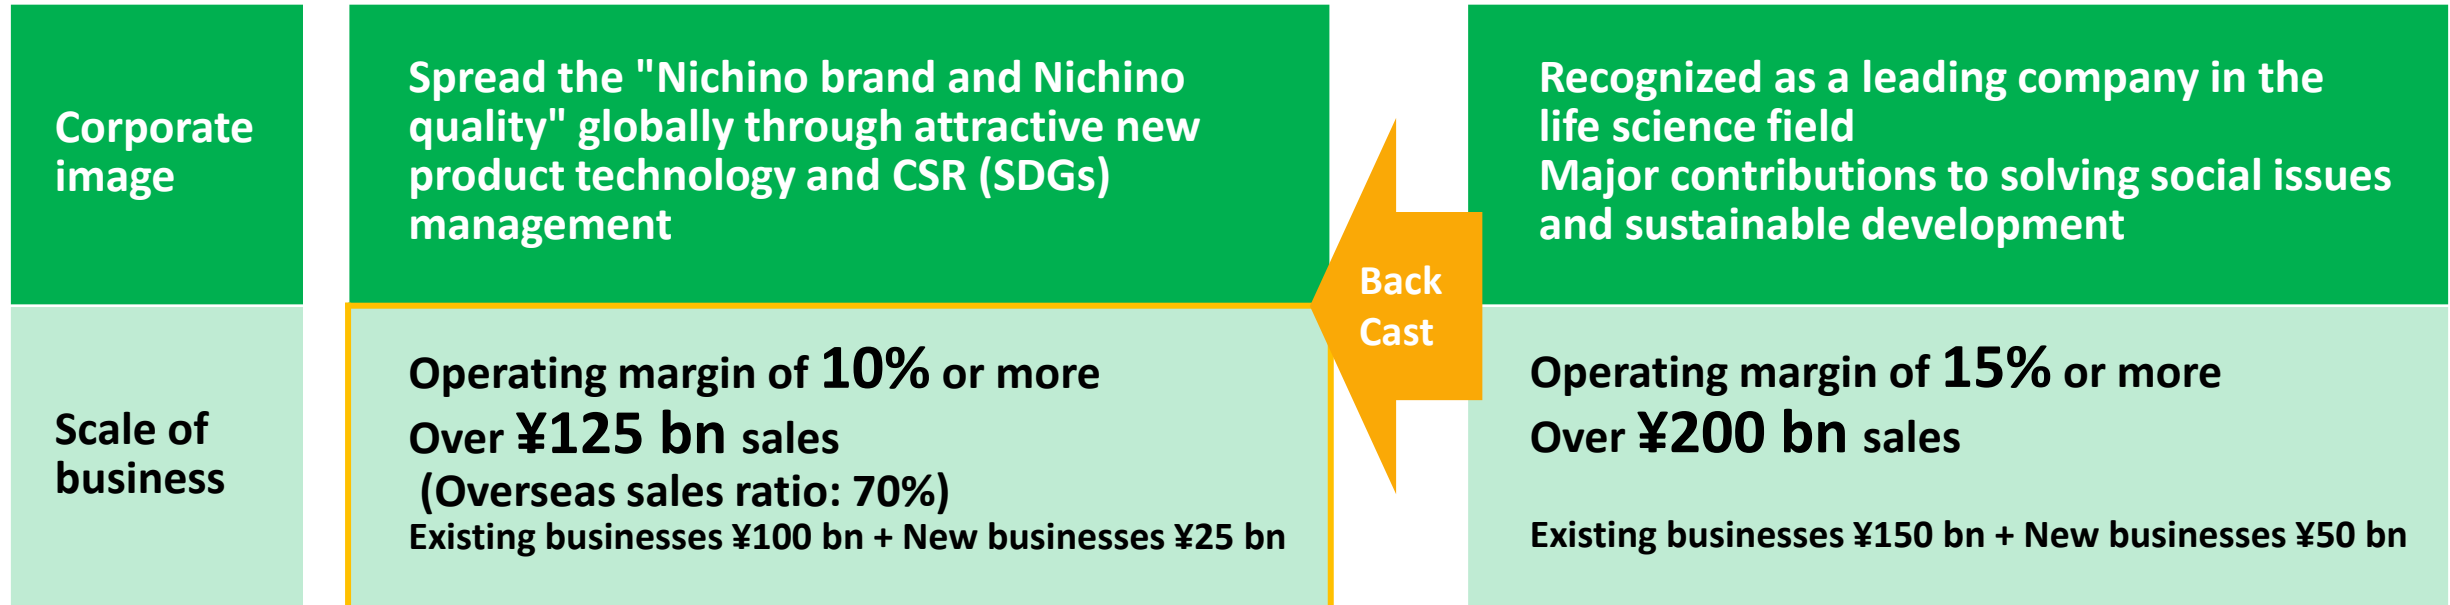 Corporate
image
Spread the "Nichino brand and Nichino
quality" globally through attractive new
product technology and CSR (SDGs)
management
Back
Cast
Recognized as a leading company in the
life science field
Major contributions to solving social issues
and sustainable development
Scale of
business
Operating margin of 10% or more
Over ¥125 bn sales
(Overseas sales ratio: 70%)
Existing businesses ¥100 bn + New businesses ¥25 bn
Operating margin of 15% or more
Over ¥200 bn sales
Existing businesses ¥150 bn + New businesses ¥50 bn